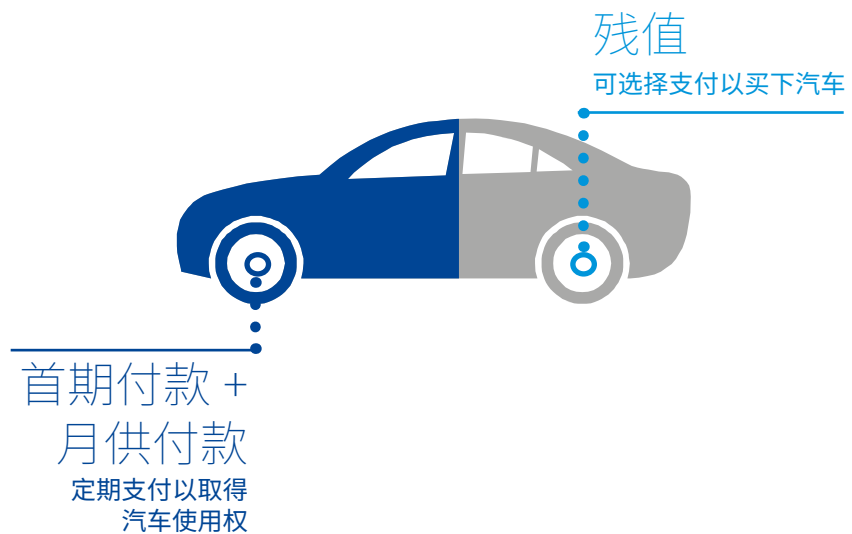 残值
可选择支付以买下汽车
首期付款 +
月供付款
定期支付以取得
汽车使用权